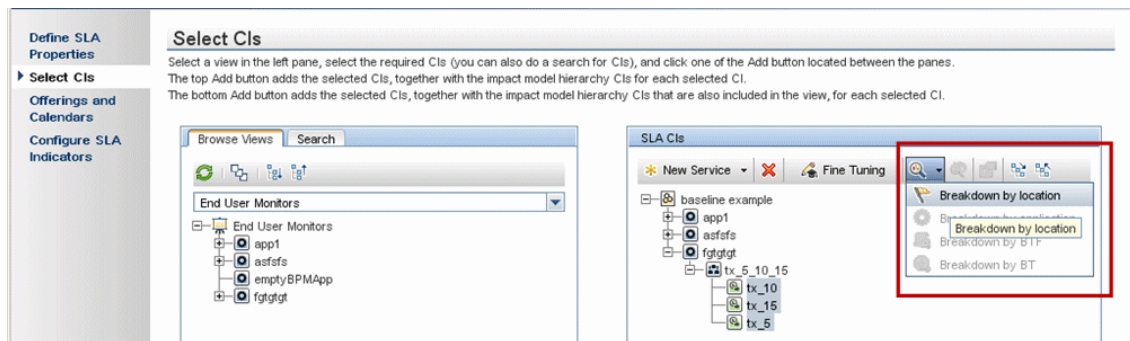 Define SLA
Properties
Select CIs
Offerings and
Calendars
Configure SLA
Indicators
Select CIs
Select a view in the left pane, select the required CIs (you can also do a search for CIs), and click one of the Add button located between the panes.
The top Add button adds the selected CIs, together with the impact model hierarchy CIs for each selected CI.
The bottom Add button adds the selected CIs, together with the impact model hierarchy CIs that are also included in the view, for each selected CI.
Browse Views Search
End User Monitors
End User Monitors
app1
asfsfs
emptyBPMApp
fgtgtgt
SLA CIs
New Service Fine Tuning
baseline example
app1
asfsfs
fgtgtgt
tx_5_10_15
tx_10
tx_15
tx_5
Breakdown by location
Breakdown by location
Breakdown by BTF
Breakdown by BT